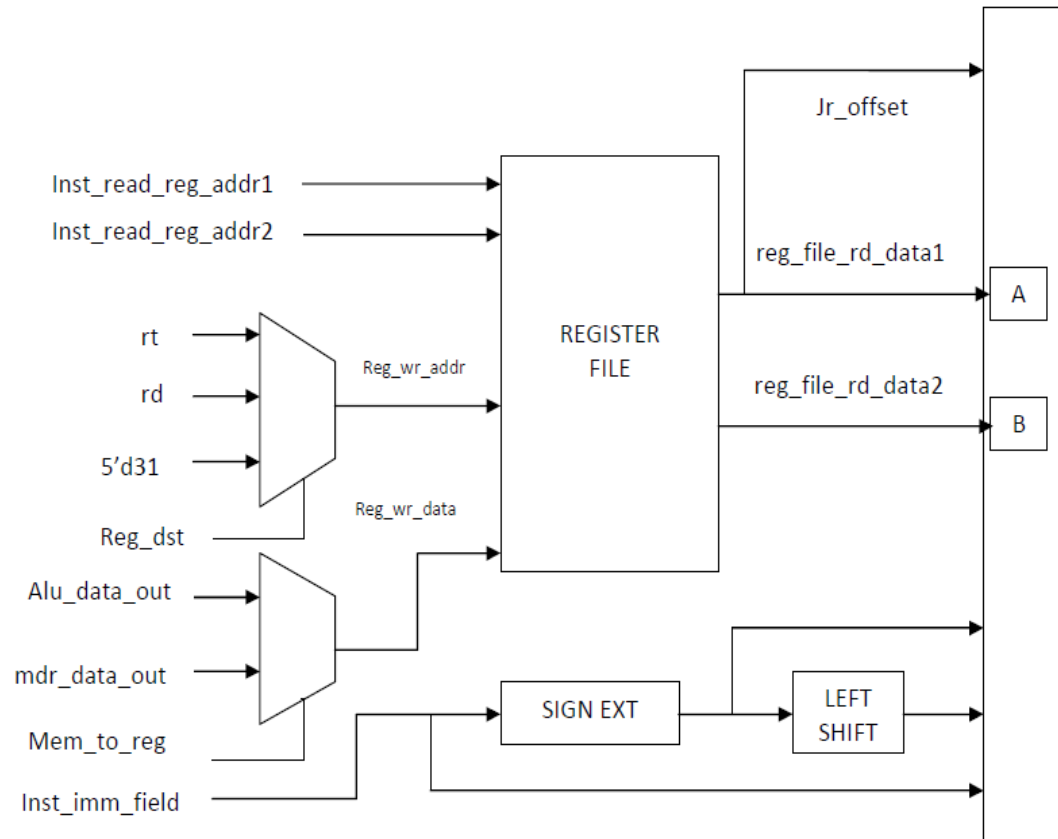 Jr_offset
Inst_read_reg_addr1
Inst_read_reg_addr2
reg_file_rd_data1
A
REGISTER
FILE
rt
Reg_wr_addr
rd
reg_file_rd_data2
B
5’d31
Reg_wr_data
Reg_dst
Alu_data_out
mdr_data_out
SIGN EXT
LEFT
SHIFT
Mem_to_reg
Inst_imm_field